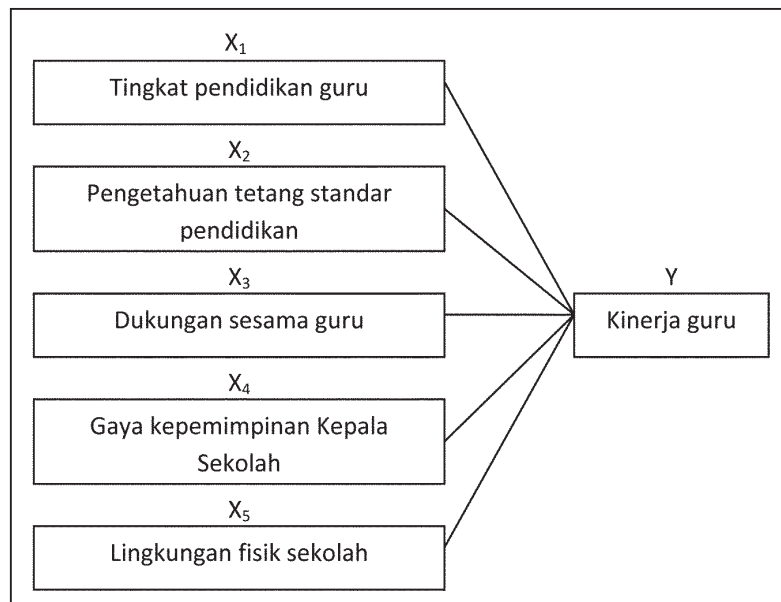 X₁
Tingkat pendidikan guru
X₂
Pengetahuan tetang standar
pendidikan
X₃
Dukungan sesama guru
X₄
Gaya kepemimpinan Kepala
Sekolah
X₅
Lingkungan fisik sekolah
Y
Kinerja guru